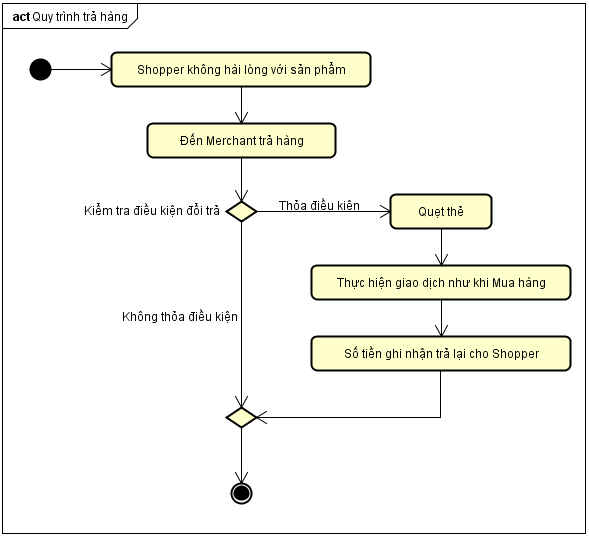 act Quy trình trả hàng
Shopper không hài lòng với sản phẩm
Đến Merchant trả hàng
Kiểm tra điều kiện đổi trả
Thỏa điều kiên
Quẹt thẻ
Thực hiện giao dịch như khi Mua hàng
Không thỏa điều kiện
Số tiền ghi nhận trả lại cho Shopper